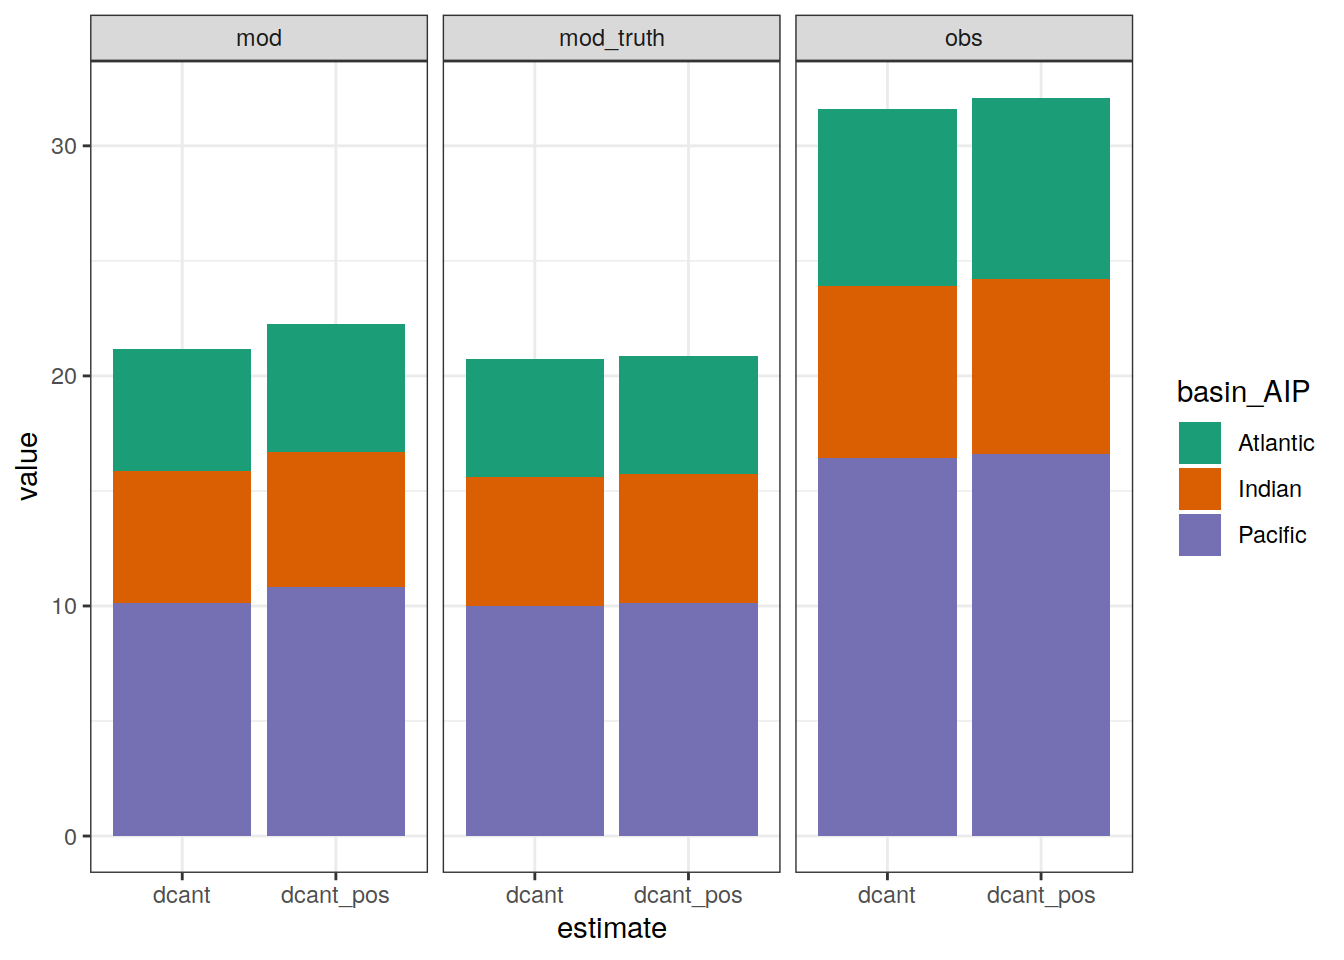 mod
mod_truth
obs
value
30
20
10
0
dcant
dcant_pos
dcant
dcant_pos
dcant
dcant_pos
estimate
basin_AIP
Atlantic
Indian
Pacific